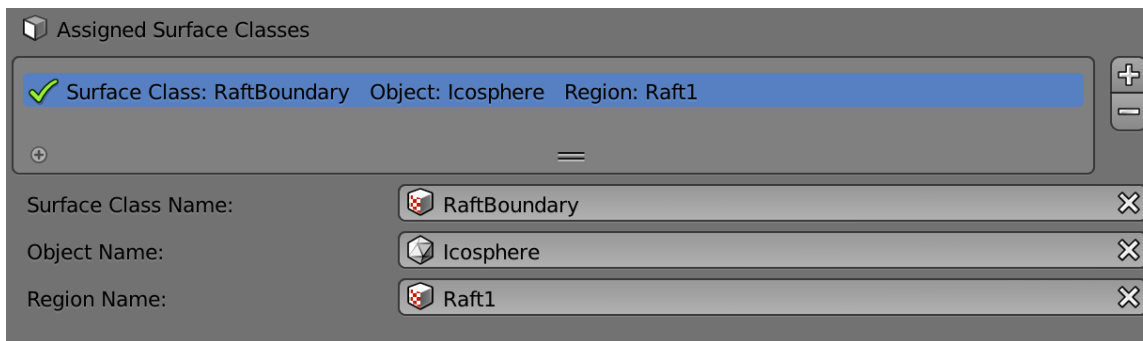 Assigned Surface Classes
Surface Class: RaftBoundary Object: Icosphere Region: Raft1
Surface Class Name: RaftBoundary
Object Name: Icosphere
Region Name: Raft1